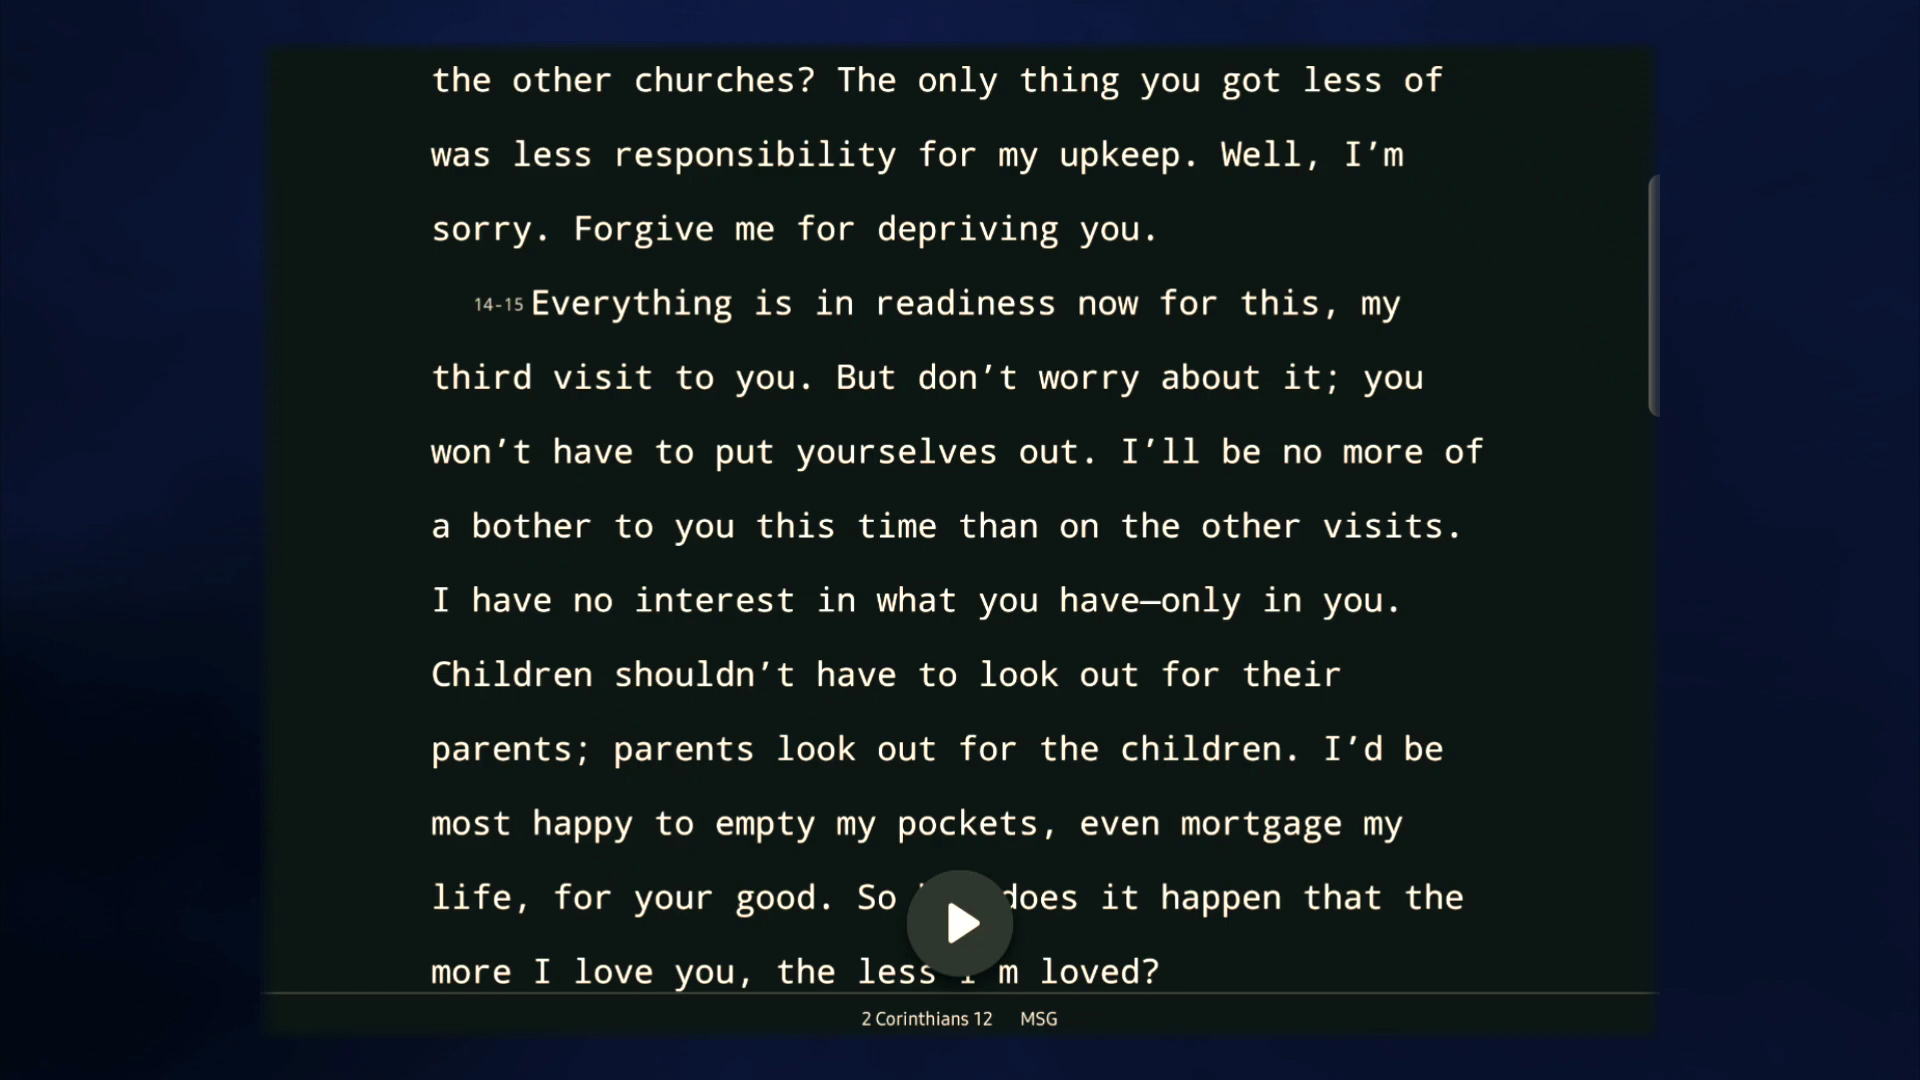 the other churches? The only thing you got less of
was less responsibility for my upkeep. Well, I’m
sorry. Forgive me for depriving you.
14-15 Everything is in readiness now for this, my
third visit to you. But don’t worry about it; you
won’t have to put yourselves out. I’ll be no more of
a bother to you this time than on the other visits.
I have no interest in what you have—only in you.
Children shouldn’t have to look out for their
parents; parents look out for the children. I’d be
most happy to empty my pockets, even mortgage my
life, for your good. So does it happen that the
more I love you, the less I’m loved?
2 Corinthians 12 MSG